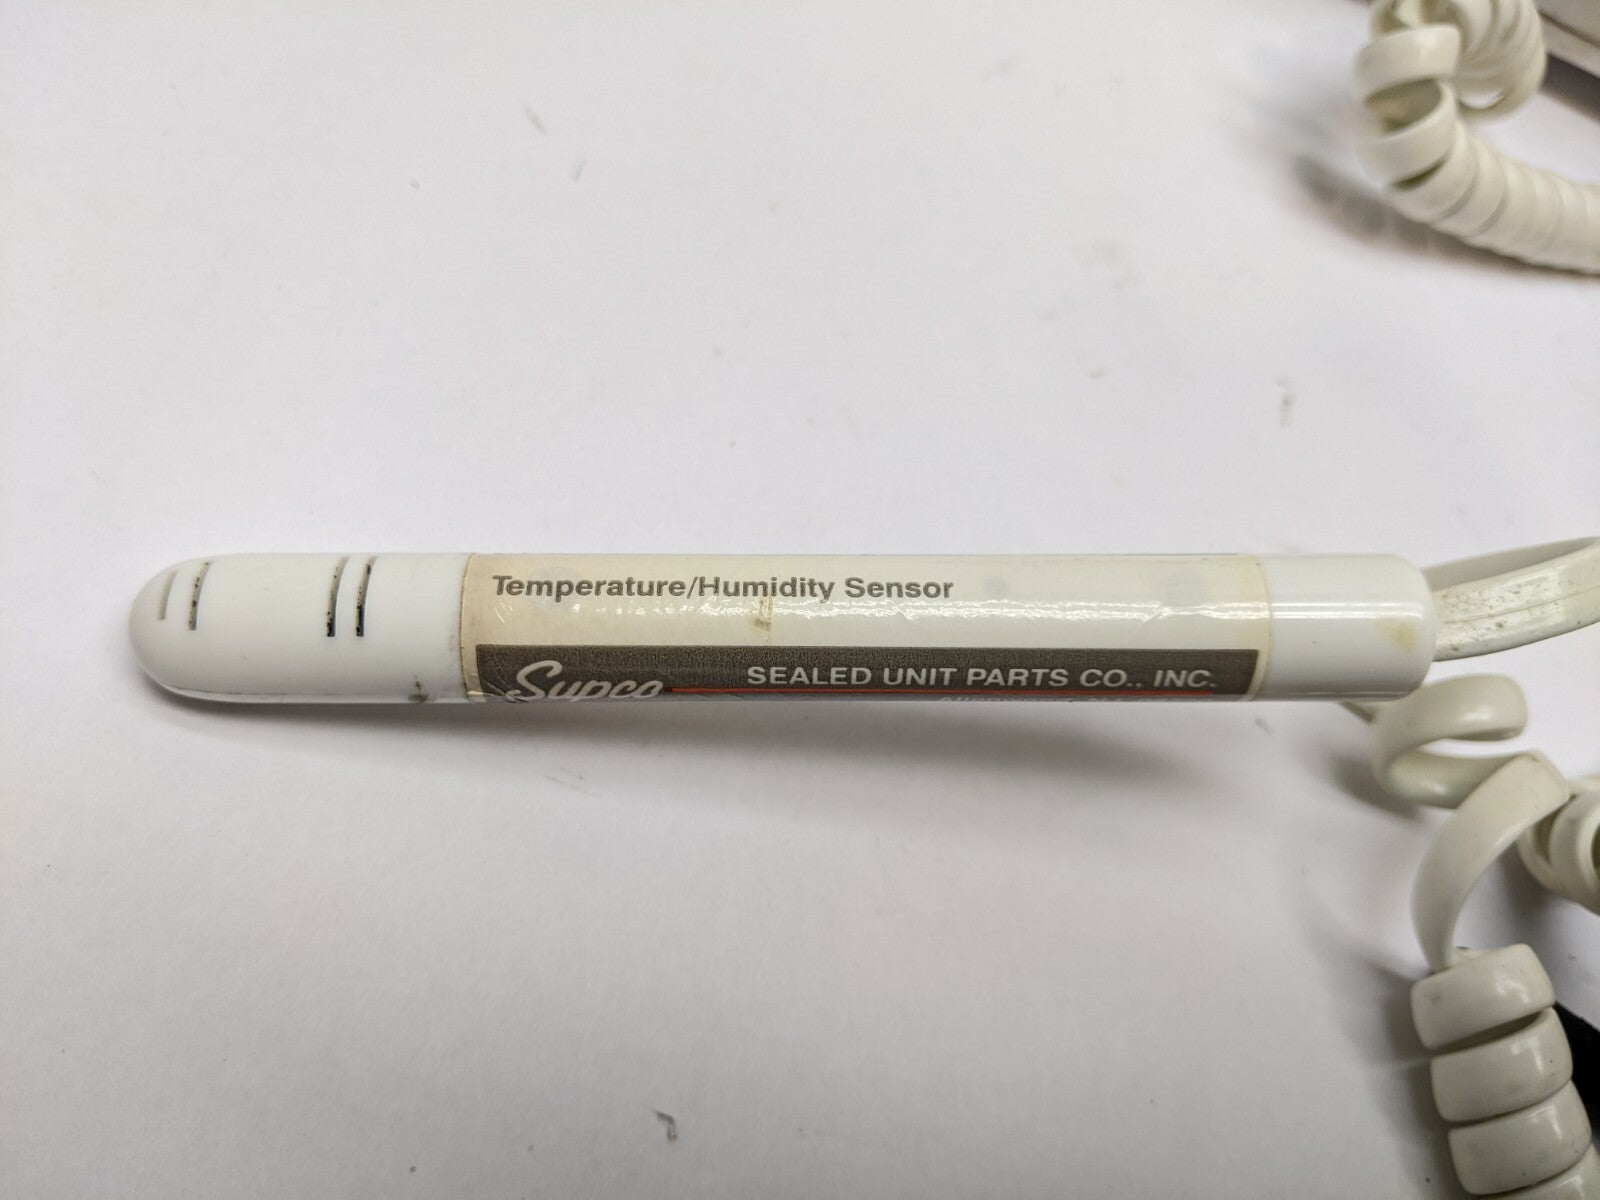 Temperature/Humidity Sensor
Supco
SEALED UNIT PARTS CO., INC.